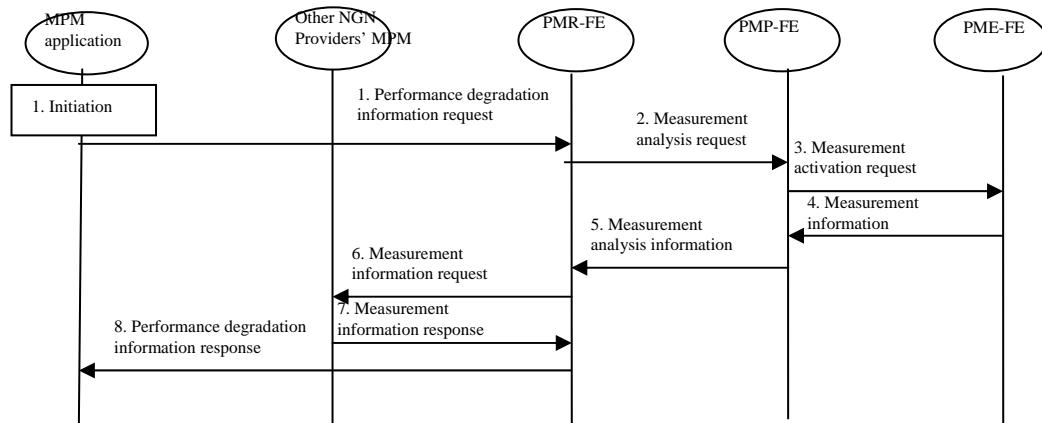 MPM
application
Other NGN
Providers' MPM
PMR-FE
PMP-FE
PME-FE
1. Initiation
1. Performance degradation
information request
2. Measurement
analysis request
3. Measurement
activation request
4. Measurement
information
5. Measurement
analysis information
6. Measurement
information request
7. Measurement
information response
8. Performance degradation
information response